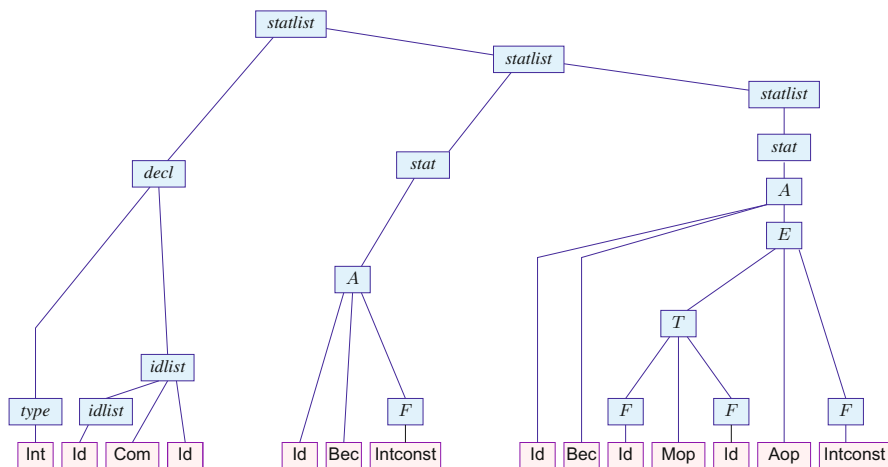 statlist
statlist
statlist
stat
stat
decl
A
E
A
T
idlist
type idlist F F F F
Int Id Com Id Id Bec Intconst Id Bec Id Mop Id Aop Intconst